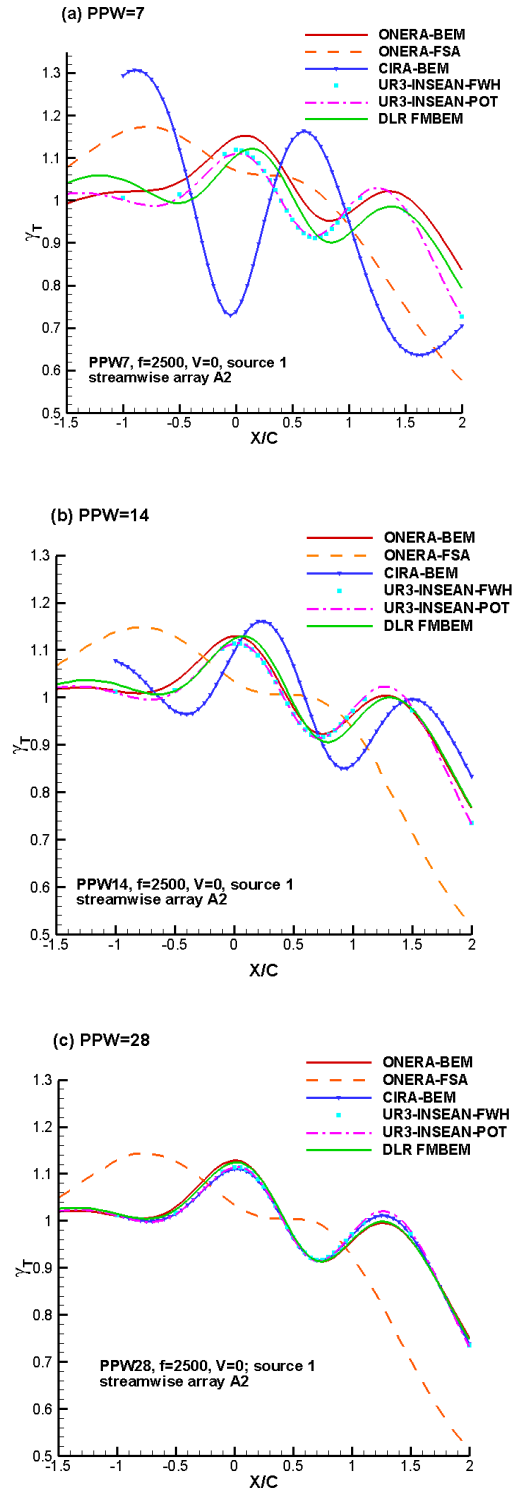 (a) PPW=7
ONERA-BEM
ONERA-FSA
CIRA-BEM
UR3-INSEAN-FWH
UR3-INSEAN-POT
DLR FMBEM
1.3
1.2
1.1
1
0.9
0.8
0.7
0.6
0.5
γT
PPW7, f=2500, V=0, source 1
streamwise array A2
-1.5 -1 -0.5 0 0.5 1 1.5 2
X/C
(b) PPW=14
ONERA-BEM
ONERA-FSA
CIRA-BEM
UR3-INSEAN-FWH
UR3-INSEAN-POT
DLR FMBEM
1.3
1.2
1.1
1
0.9
0.8
0.7
0.6
0.5
γT
PPW14, f=2500, V=0, source 1
streamwise array A2
-1.5 -1 -0.5 0 0.5 1 1.5 2
X/C
(c) PPW=28
ONERA-BEM
ONERA-FSA
CIRA-BEM
UR3-INSEAN-FWH
UR3-INSEAN-POT
DLR FMBEM
1.3
1.2
1.1
1
0.9
0.8
0.7
0.6
0.5
γT
PPW28, f=2500, V=0; source 1
streamwise array A2
-1.5 -1 -0.5 0 0.5 1 1.5 2
X/C